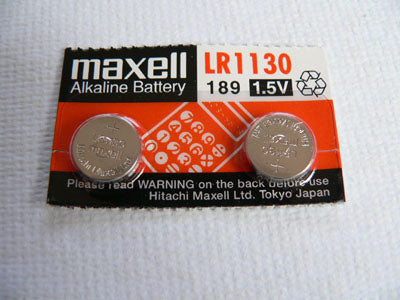 maxell LR1130
Alkaline Battery 189 1.5V
Please read WARNING on the back before use
Hitachi Maxell Ltd. Tokyo Japan